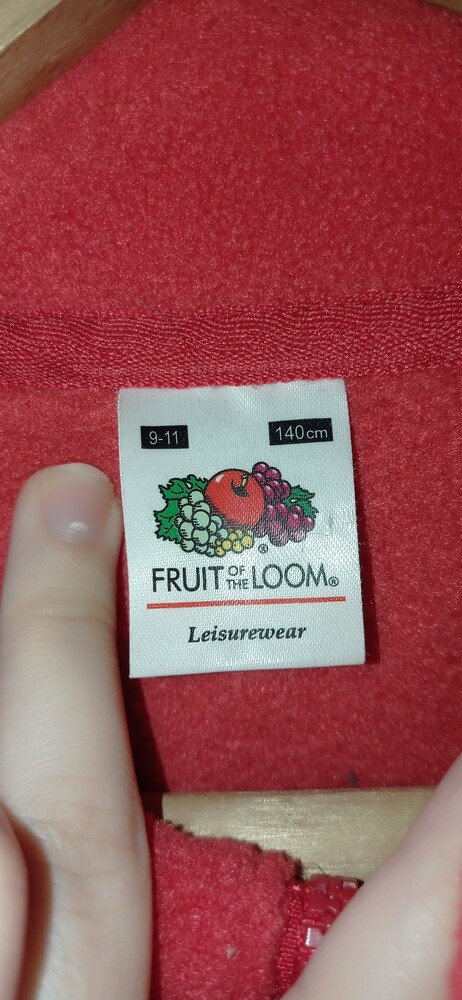 9-11 140cm
®
FRUIT OF THE LOOM®
Leisurewear